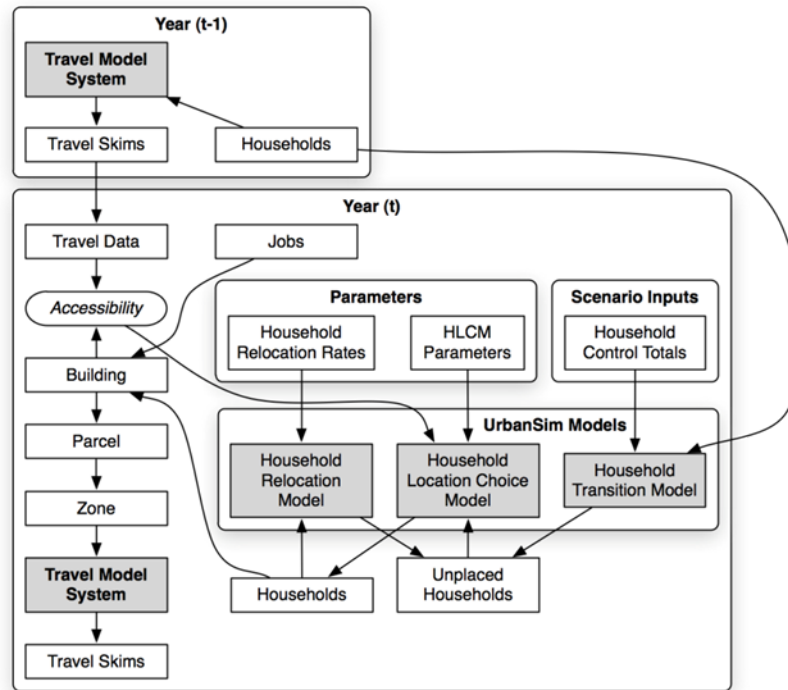 Year (t-1)
Travel Model
System
Travel Skims
Households
Year (t)
Travel Data
Jobs
Accessibility
Parameters
Scenario Inputs
Household
Relocation Rates
HLCM
Parameters
Household
Control Totals
Building
UrbanSim Models
Parcel
Household
Relocation
Model
Household
Location Choice
Model
Household
Transition Model
Zone
Travel Model
System
Households
Unplaced
Households
Travel Skims